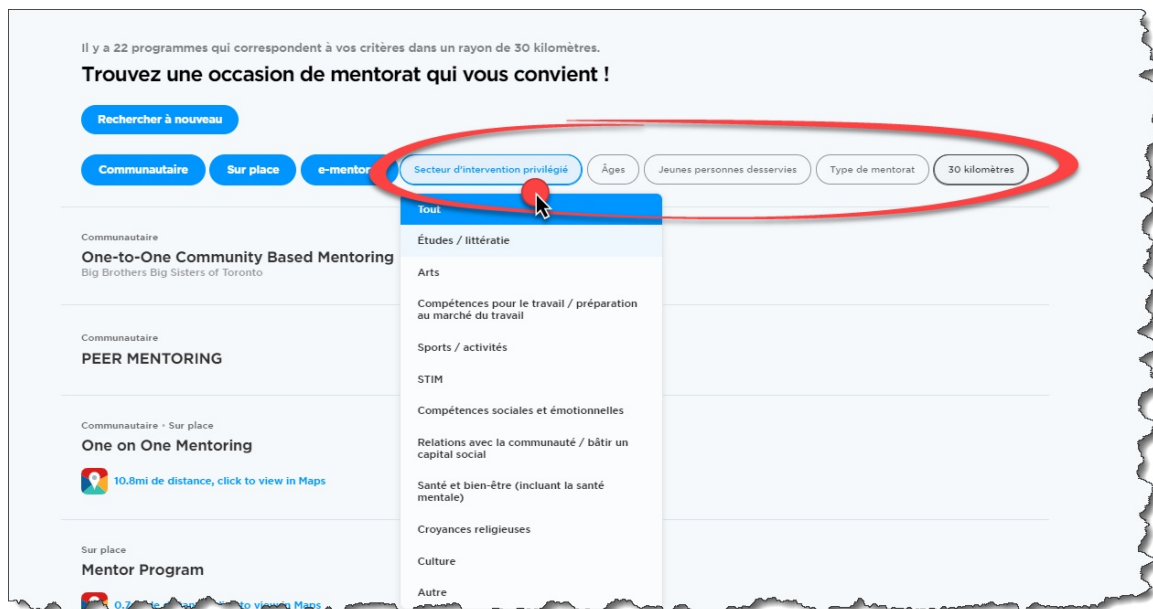 Il y a 22 programmes qui correspondent à vos critères dans un rayon de 30 kilomètres.
Trouvez une occasion de mentorat qui vous convient !
Rechercher à nouveau
Communautaire Sur place Secteur d'intervention privilégié Âges Jeunes personnes desservies Type de mentorat 30 kilomètres
Tout
Études / littératie
Arts
Compétences pour le travail / préparation
au marché du travail
Sports / activités
STIM
Compétences sociales et émotionnelles
Relations avec la communauté / bâtir un
capital social
Santé et bien-être (incluant la santé
mentale)
Croyances religieuses
Culture
Autre
Communautaire
One-to-One Community Based Mentoring
Big Brothers Big Sisters of Toronto
Communautaire
PEER MENTORING
Communautaire • Sur place
One on One Mentoring
10.8mi de distance, click to view in Maps
Sur place
Mentor Program
to view in Maps